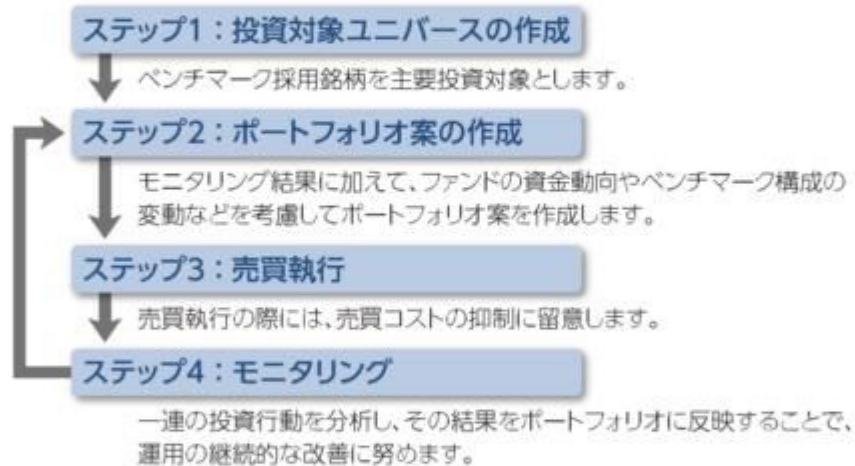 ステップ1：投資対象ユニバースの作成
ベンチマーク採用銘柄を主要投資対象とします。
ステップ2：ポートフォリオ案の作成
モニタリング結果に加えて、ファンドの資金動向やベンチマーク構成の
変動などを考慮してポートフォリオ案を作成します。
ステップ3：売買執行
売買執行の際には、売買コストの抑制に留意します。
ステップ4：モニタリング
一連の投資行動を分析し、その結果をポートフォリオに反映することで、
運用の継続的な改善に努めます。